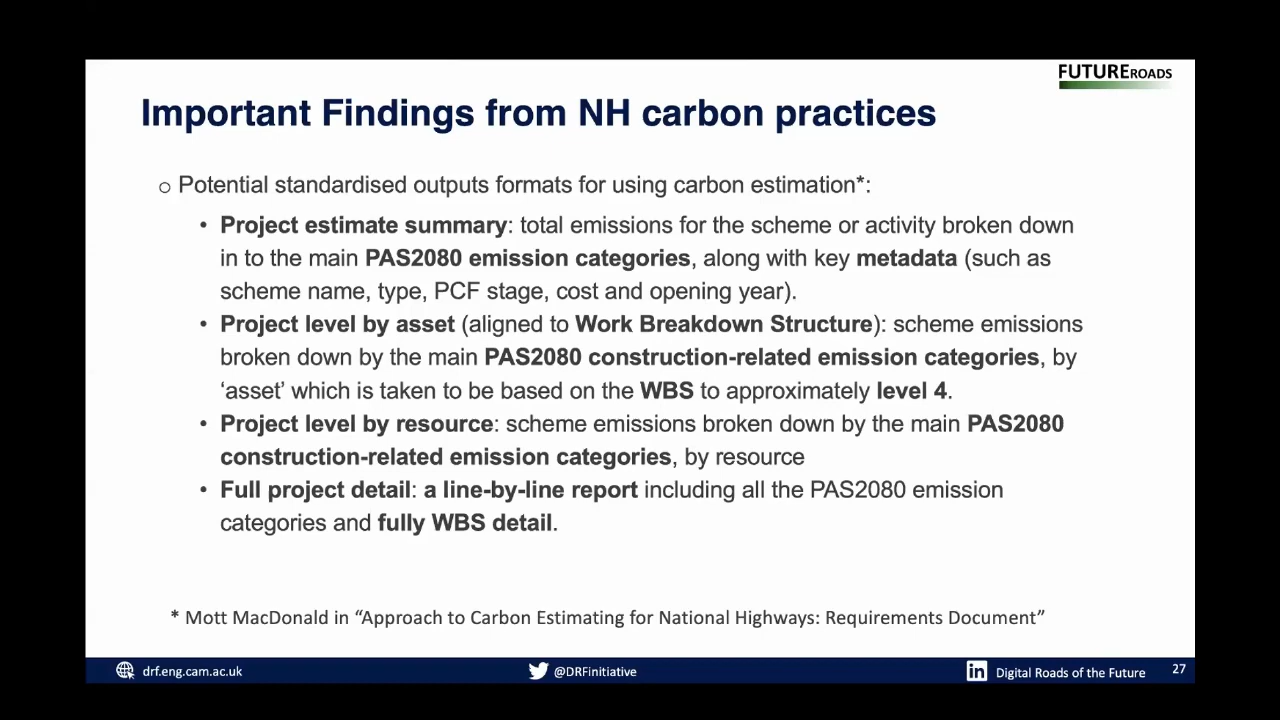 FUTUREROADS
Important Findings from NH carbon practices
o Potential standardised outputs formats for using carbon estimation*:
• Project estimate summary: total emissions for the scheme or activity broken down
in to the main PAS2080 emission categories, along with key metadata (such as
scheme name, type, PCF stage, cost and opening year).
• Project level by asset (aligned to Work Breakdown Structure): scheme emissions
broken down by the main PAS2080 construction-related emission categories, by
‘asset’ which is taken to be based on the WBS to approximately level 4.
• Project level by resource: scheme emissions broken down by the main PAS2080
construction-related emission categories, by resource
• Full project detail: a line-by-line report including all the PAS2080 emission
categories and fully WBS detail.
* Mott MacDonald in “Approach to Carbon Estimating for National Highways: Requirements Document”
drf.eng.cam.ac.uk
@DRFinitiative
in Digital Roads of the Future
27